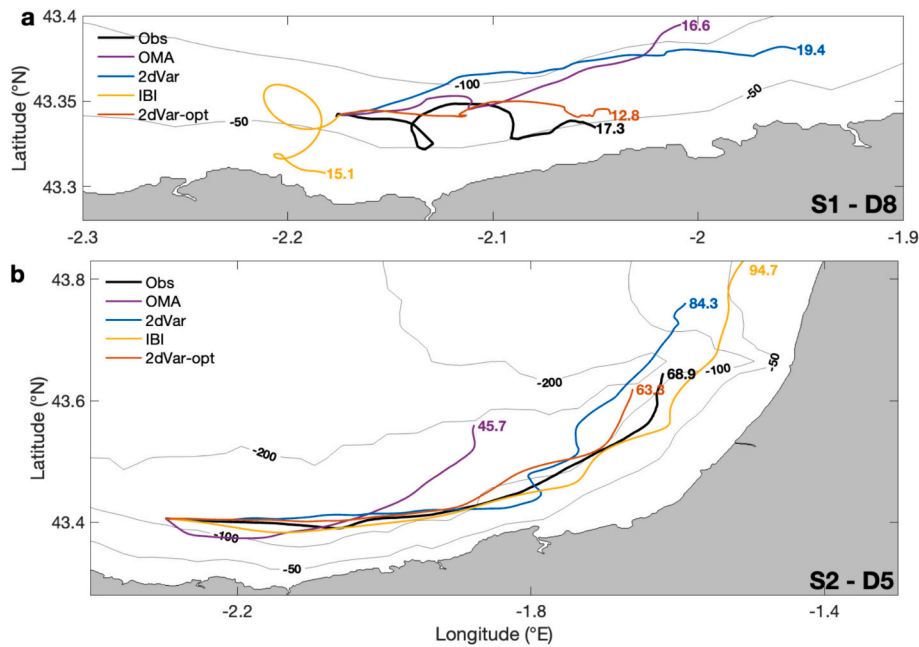 a
43.4
16.6
Obs
OMA
19.4
2dVar
IBI
-100
2dVar-opt
43.35
-50
-50
12.8
17.3
Latitude (°N)
15.1
43.3
S1 - D8
-2.3
-2.2
-2.1
-2
-1.9
b
94.7
43.8
Obs
OMA
84.3
2dVar
IBI
-50
2dVar-opt
-100
68.9
-200
43.6
45.7
Latitude (°N)
-200
43.4
-100
-50
S2 - D5
-2.2
-1.8
-1.4
Longitude (°E)